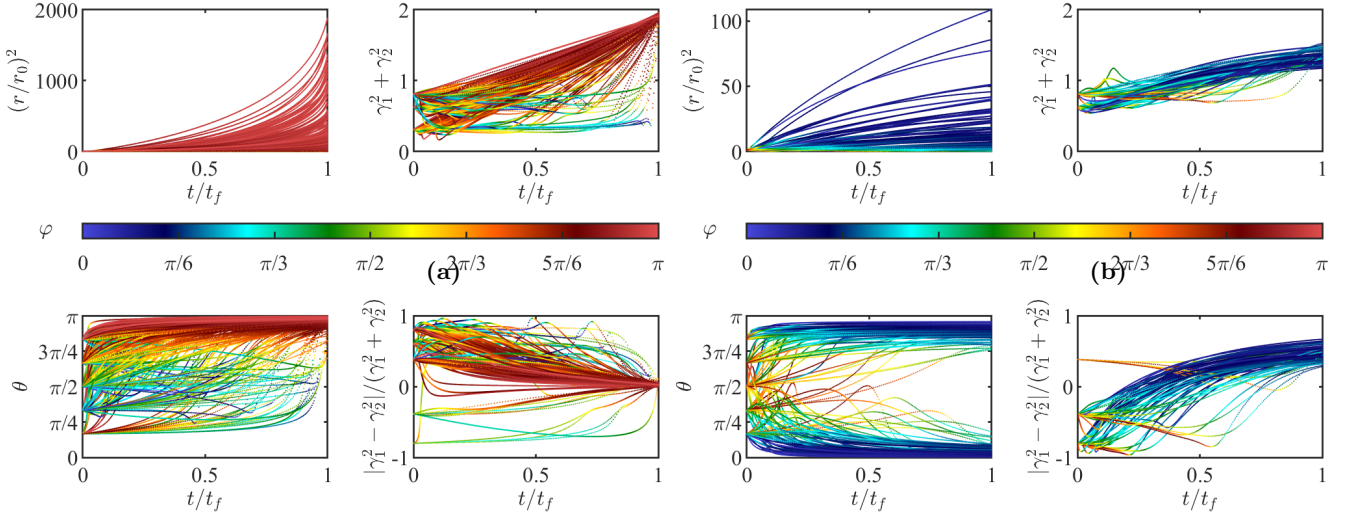 2000
1000
0
(r/r₀)²
0 0.5 1
t/t_f
2
1
0
γ₁² + γ₂²
0 0.5 1
t/t_f
100
50
0
(r/r₀)²
0 0.5 1
t/t_f
2
1
0
γ₁² + γ₂²
0 0.5 1
t/t_f
φ
0 π/6 π/3 π/2 2π/3 5π/6 π
(a)
φ
0 π/6 π/3 π/2 2π/3 5π/6 π
(b)
π
3π/4
π/2
π/4
0
θ
0 0.5 1
t/t_f
1
0
-1
|γ₁² − γ₂²|/(γ₁² + γ₂²)
0 0.5 1
t/t_f
π
3π/4
π/2
π/4
0
θ
0 0.5 1
t/t_f
1
0
-1
|γ₁² − γ₂²|/(γ₁² + γ₂²)
0 0.5 1
t/t_f